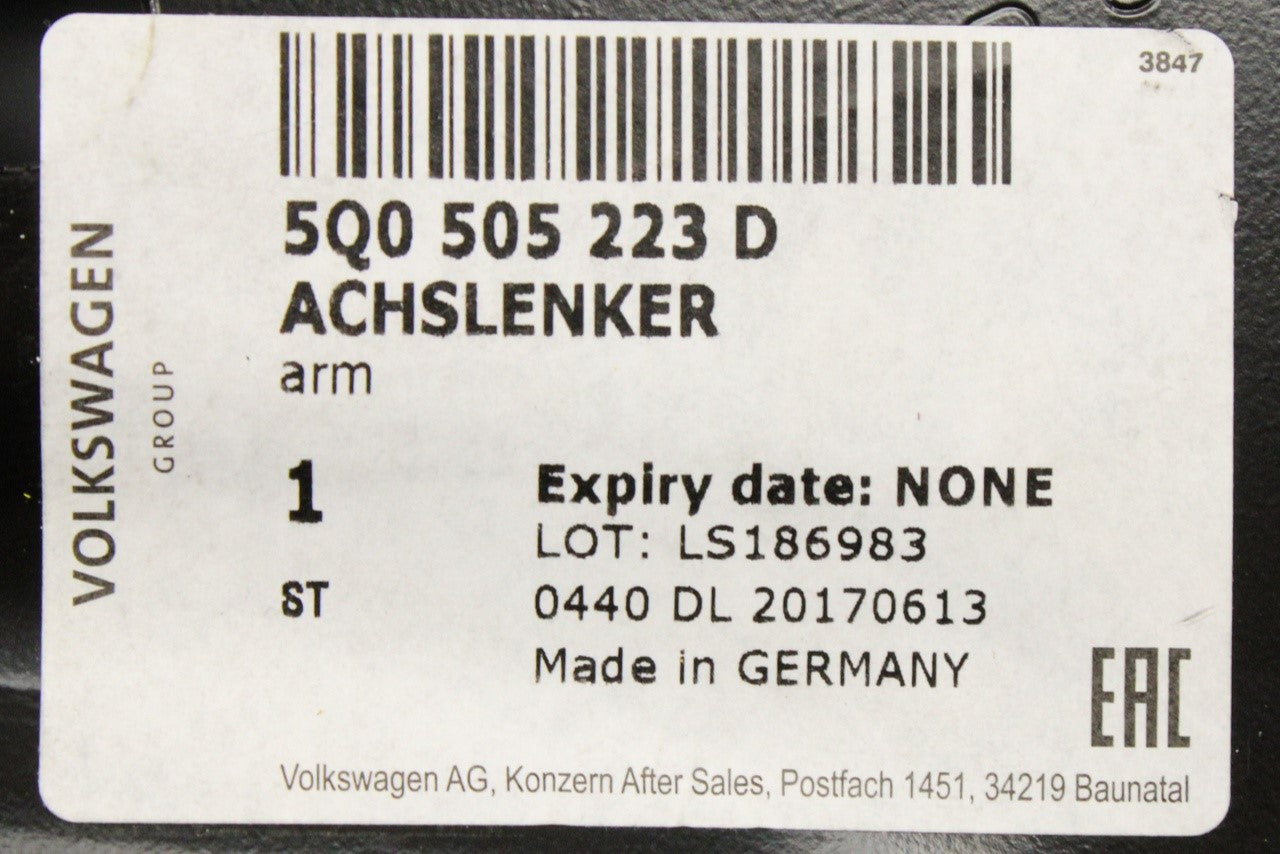 3847
5Q0 505 223 D
ACHSLENKER
arm
VOLKSWAGEN
GROUP
1
Expiry date: NONE
LOT: LS186983
ST
0440 DL 20170613
Made in GERMANY
EAC
Volkswagen AG, Konzern After Sales, Postfach 1451, 34219 Baunatal